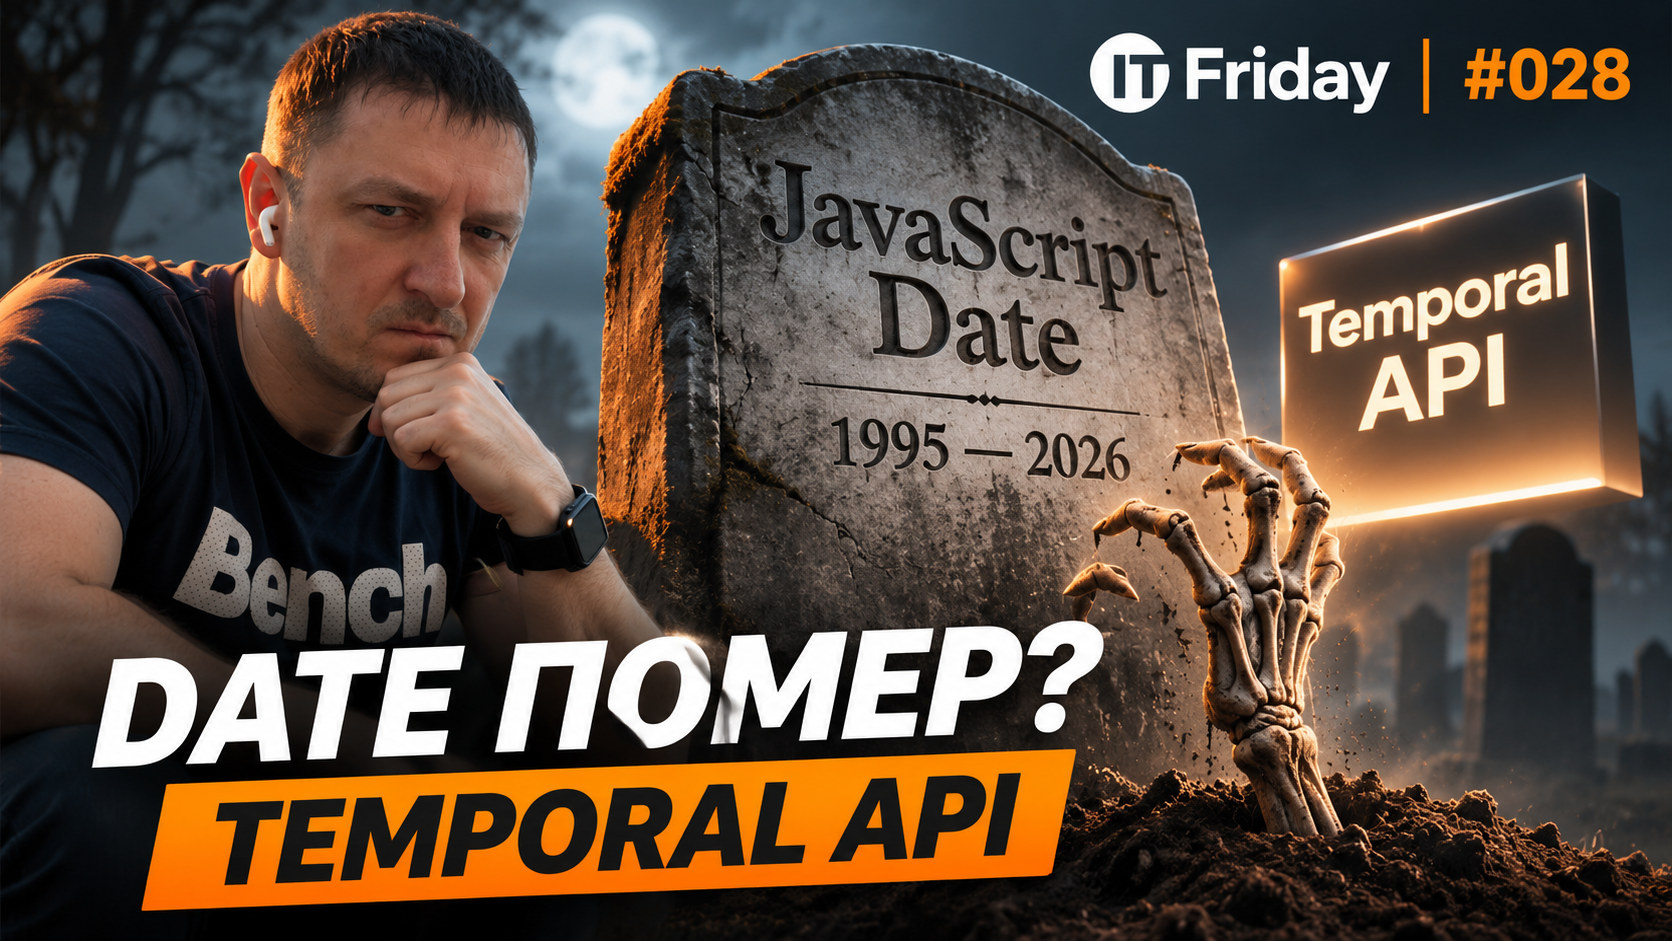 IT Friday | #028
JavaScript
Date
1995 — 2026
Temporal
API
Bench
DATE ПОМЕР?
TEMPORAL API